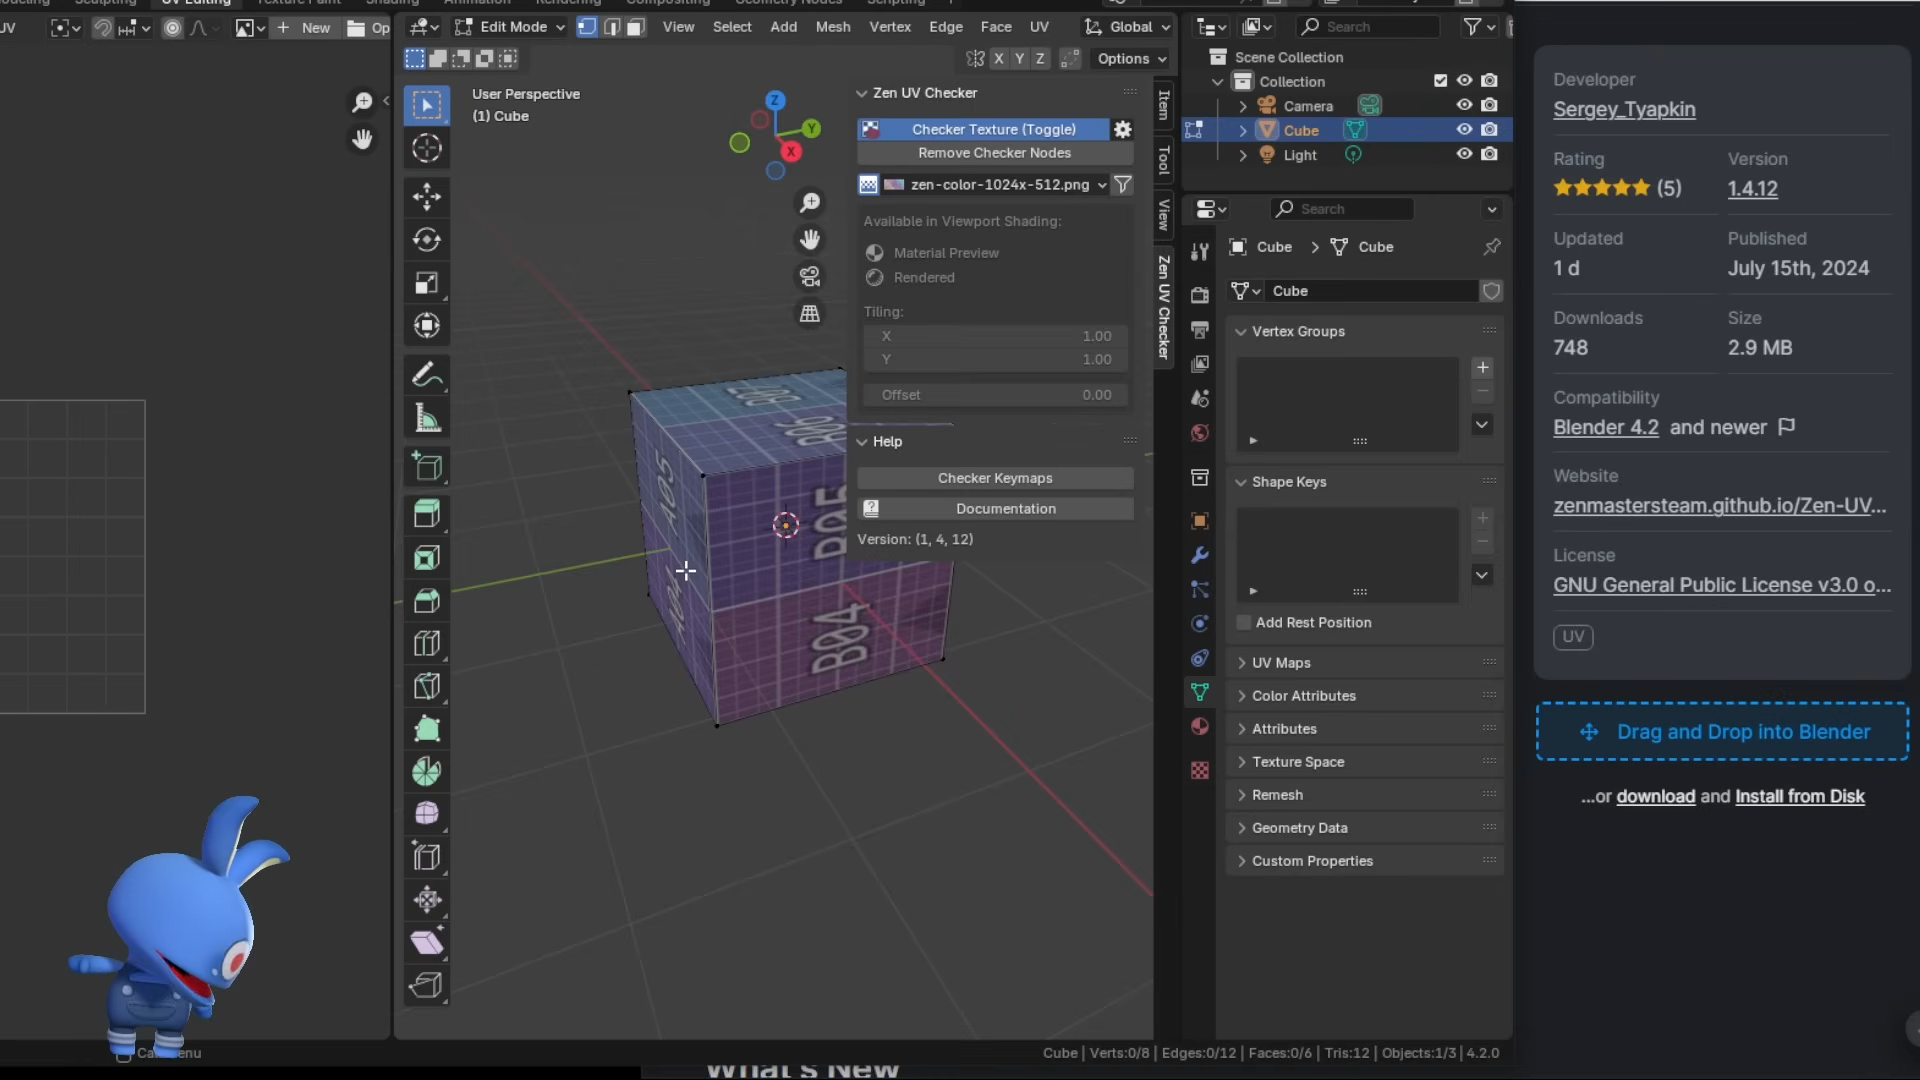 UV Editing
Texture Paint
Shading
Animation
Rendering
Compositing
Geometry Nodes
Scripting
UV
New
Op
Edit Mode
View
Select
Add
Mesh
Vertex
Edge
Face
UV
Global
X
Y
Z
Options
User Perspective
(1) Cube
Z
Y
X
Zen UV Checker
Checker Texture (Toggle)
Remove Checker Nodes
zen-color-1024x-512.png
Available in Viewport Shading:
Material Preview
Rendered
Tiling:
X 1.00
Y 1.00
Offset 0.00
Help
Checker Keymaps
Documentation
Version: (1, 4, 12)
Item
Tool
View
Zen UV Checker
B07
B06
A05
B05
A04
B04
Search
Scene Collection
Collection
Camera
Cube
Light
Search
Cube > Cube
Cube
Vertex Groups
Shape Keys
Add Rest Position
UV Maps
Color Attributes
Attributes
Texture Space
Remesh
Geometry Data
Custom Properties
Cube | Verts:0/8 | Edges:0/12 | Faces:0/6 | Tris:12 | Objects:1/3 | 4.2.0
What's New
Developer
Sergey_Tyapkin
Rating
(5)
Version
1.4.12
Updated
1 d
Published
July 15th, 2024
Downloads
748
Size
2.9 MB
Compatibility
Blender 4.2 and newer
Website
zenmastersteam.github.io/Zen-UV...
License
GNU General Public License v3.0 o...
UV
Drag and Drop into Blender
...or download and Install from Disk